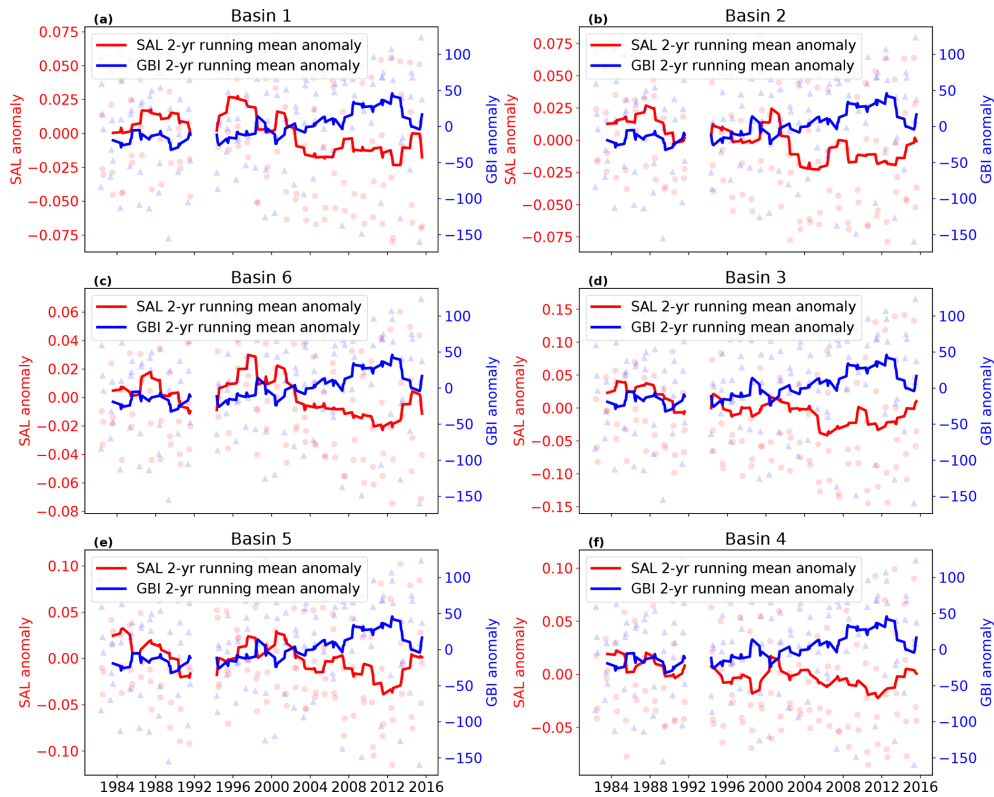 (a) Basin 1
SAL 2-yr running mean anomaly
GBI 2-yr running mean anomaly
SAL anomaly
0.075
0.050
0.025
0.000
−0.025
−0.050
−0.075
100
50
0
−50
−100
−150
GBI anomaly
(b) Basin 2
SAL 2-yr running mean anomaly
GBI 2-yr running mean anomaly
SAL anomaly
0.075
0.050
0.025
0.000
−0.025
−0.050
−0.075
100
50
0
−50
−100
−150
GBI anomaly
(c) Basin 6
SAL 2-yr running mean anomaly
GBI 2-yr running mean anomaly
SAL anomaly
0.06
0.04
0.02
0.00
−0.02
−0.04
−0.06
−0.08
100
50
0
−50
−100
−150
GBI anomaly
(d) Basin 3
SAL 2-yr running mean anomaly
GBI 2-yr running mean anomaly
SAL anomaly
0.15
0.10
0.05
0.00
−0.05
−0.10
−0.15
100
50
0
−50
−100
−150
GBI anomaly
(e) Basin 5
SAL 2-yr running mean anomaly
GBI 2-yr running mean anomaly
SAL anomaly
0.10
0.05
0.00
−0.05
−0.10
100
50
0
−50
−100
−150
GBI anomaly
1984 1988 1992 1996 2000 2004 2008 2012 2016
(f) Basin 4
SAL 2-yr running mean anomaly
GBI 2-yr running mean anomaly
SAL anomaly
0.10
0.05
0.00
−0.05
100
50
0
−50
−100
−150
GBI anomaly
1984 1988 1992 1996 2000 2004 2008 2012 2016